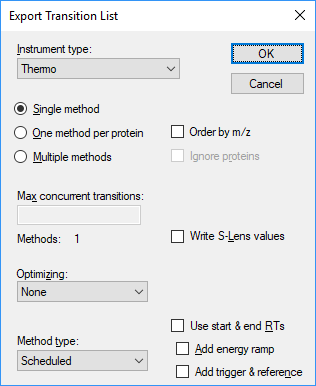 Export Transition List
Instrument type:
Thermo
OK
Cancel
Single method
One method per protein
Order by m/z
Multiple methods
Ignore proteins
Max concurrent transitions:
Methods: 1
Write S-Lens values
Optimizing:
None
Use start & end RTs
Method type:
Add energy ramp
Scheduled
Add trigger & reference